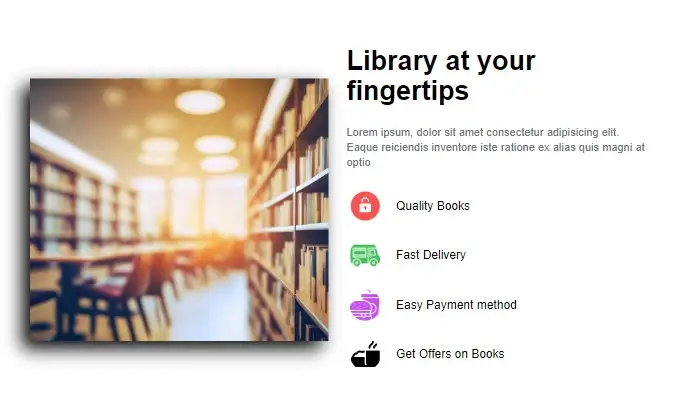 Library at your
fingertips
Lorem ipsum, dolor sit amet consectetur adipisicing elit.
Eaque reiciendis inventore iste ratione ex alias quis magni at
optio
Quality Books
Fast Delivery
Easy Payment method
Get Offers on Books